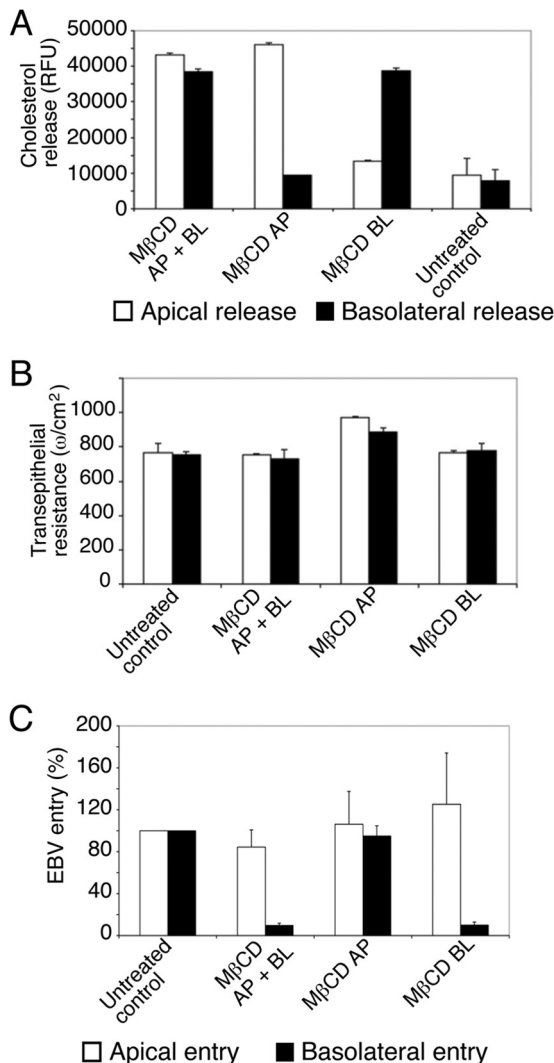 A
Cholesterol
release (RFU)
50000
40000
30000
20000
10000
0
MβCD
AP + BL
MβCD AP
MβCD BL
Untreated
control
Apical release
Basolateral release
B
Transepithelial
resistance (ω/cm²)
1000
800
600
400
200
0
Untreated
control
MβCD
AP + BL
MβCD AP
MβCD BL
C
EBV entry (%)
200
160
120
80
40
0
Untreated
control
MβCD
AP + BL
MβCD AP
MβCD BL
Apical entry
Basolateral entry